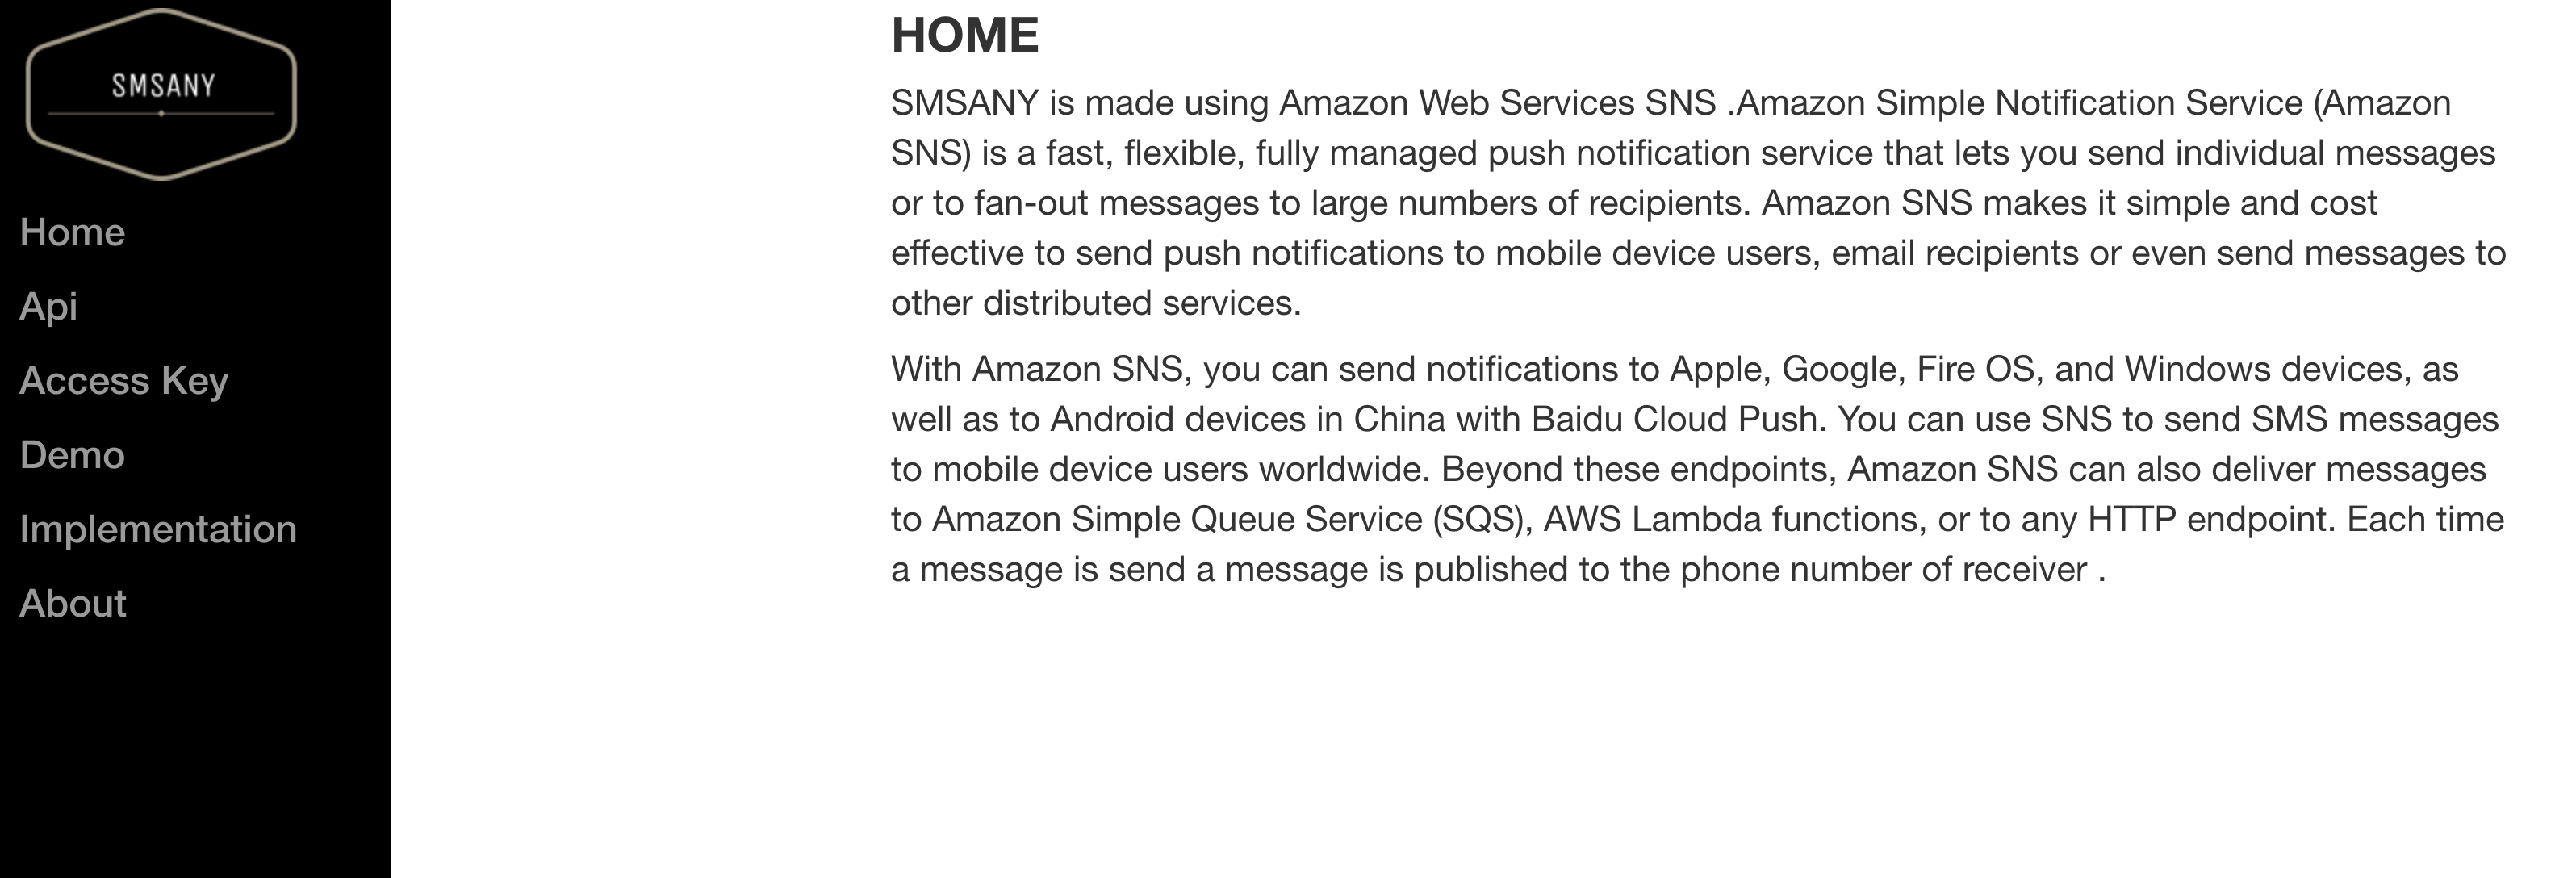 SMSANY
Home
Api
Access Key
Demo
Implementation
About
HOME
SMSANY is made using Amazon Web Services SNS .Amazon Simple Notification Service (Amazon
SNS) is a fast, flexible, fully managed push notification service that lets you send individual messages
or to fan-out messages to large numbers of recipients. Amazon SNS makes it simple and cost
effective to send push notifications to mobile device users, email recipients or even send messages to
other distributed services.
With Amazon SNS, you can send notifications to Apple, Google, Fire OS, and Windows devices, as
well as to Android devices in China with Baidu Cloud Push. You can use SNS to send SMS messages
to mobile device users worldwide. Beyond these endpoints, Amazon SNS can also deliver messages
to Amazon Simple Queue Service (SQS), AWS Lambda functions, or to any HTTP endpoint. Each time
a message is send a message is published to the phone number of receiver .